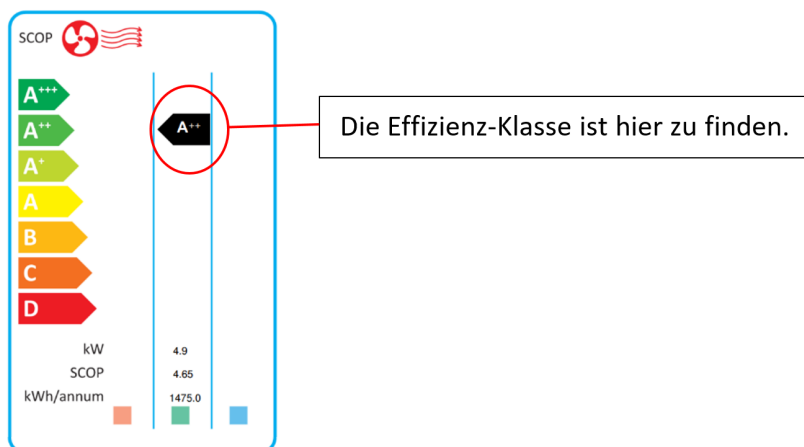 SCOP
A+++
A++
A++
Die Effizienz-Klasse ist hier zu finden.
A+
A
B
C
D
kW 4.9
SCOP 4.65
kWh/annum 1475.0